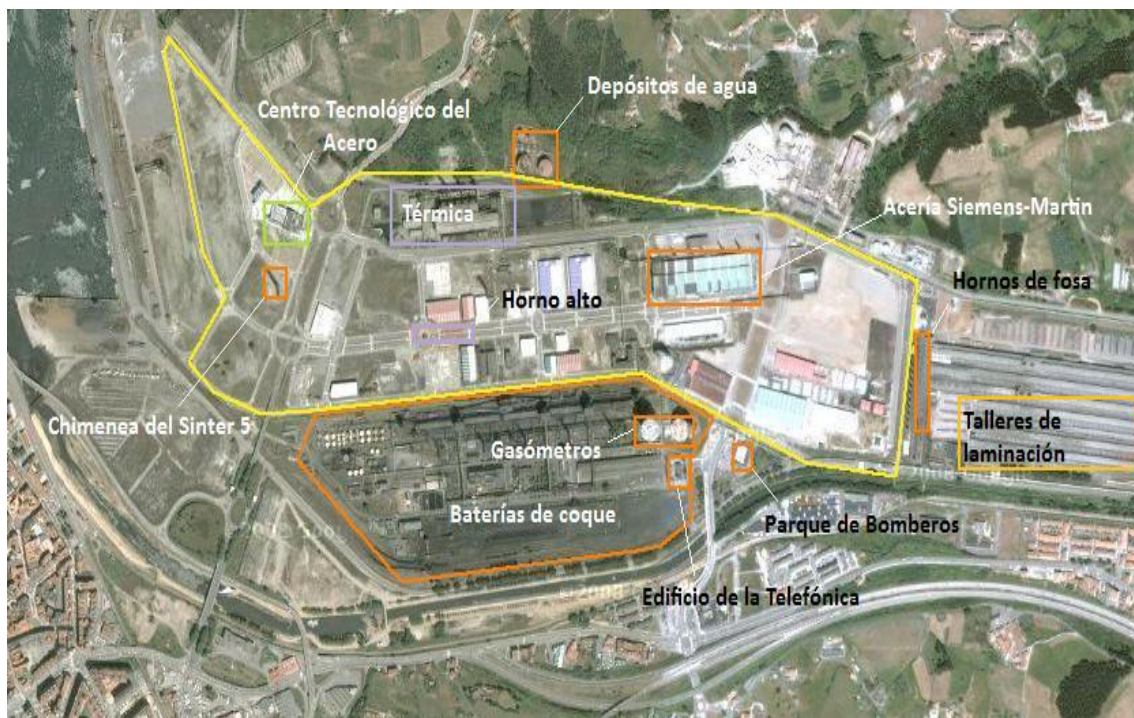 Depósitos de agua
Centro Tecnológico del
Acero
Térmica
Acería Siemens-Martin
Hornos de fosa
Horno alto
Chimenea del Sinter 5
Talleres de
laminación
Gasómetros
Baterías de coque
Parque de Bomberos
Edificio de la Telefónica